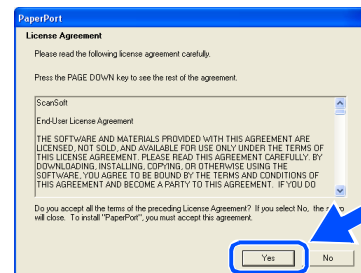 PaperPort
License Agreement
Please read the following license agreement carefully.
Press the PAGE DOWN key to see the rest of the agreement.
ScanSoft
End-User License Agreement
THE SOFTWARE AND MATERIALS PROVIDED WITH THIS AGREEMENT ARE
LICENSED, NOT SOLD, AND AVAILABLE FOR USE ONLY UNDER THE TERMS OF
THIS LICENSE AGREEMENT. PLEASE READ THIS AGREEMENT CAREFULLY. BY
DOWNLOADING, INSTALLING, COPYING, OR OTHERWISE USING THE
SOFTWARE, YOU AGREE TO BE BOUND BY THE TERMS AND CONDITIONS OF
THIS AGREEMENT AND BECOME A PARTY TO THIS AGREEMENT. IF YOU DO
Do you accept all the terms of the preceding License Agreement? If you select No, the
will close. To install "PaperPort", you must accept this agreement.
Yes
No